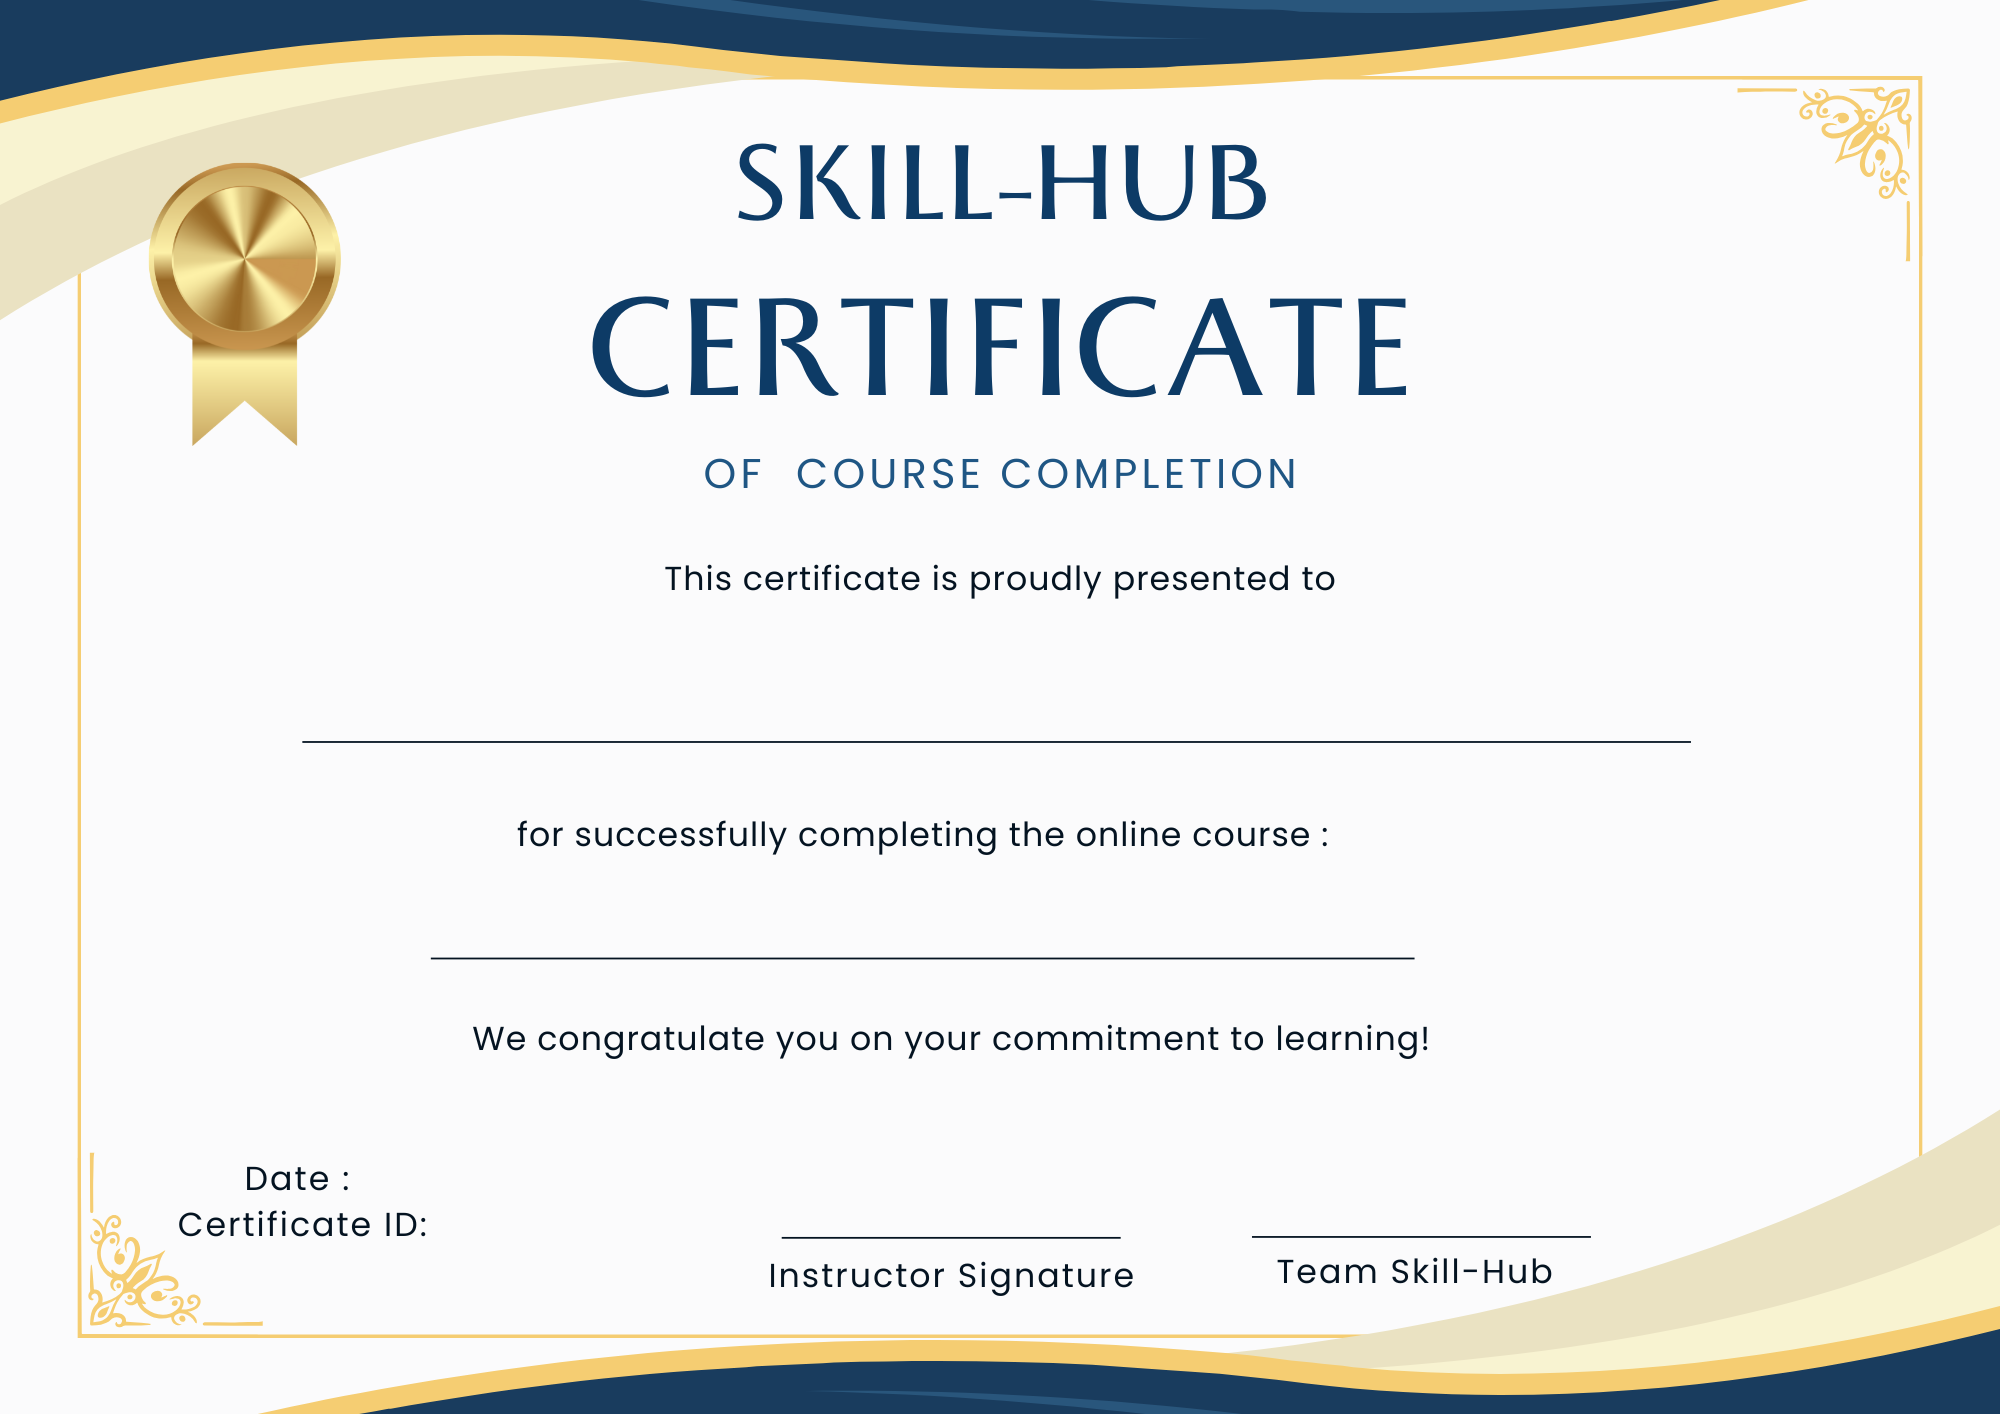 SKILL-HUB
CERTIFICATE
OF COURSE COMPLETION
This certificate is proudly presented to
for successfully completing the online course :
We congratulate you on your commitment to learning!
Date :
Certificate ID:
Instructor Signature
Team Skill-Hub